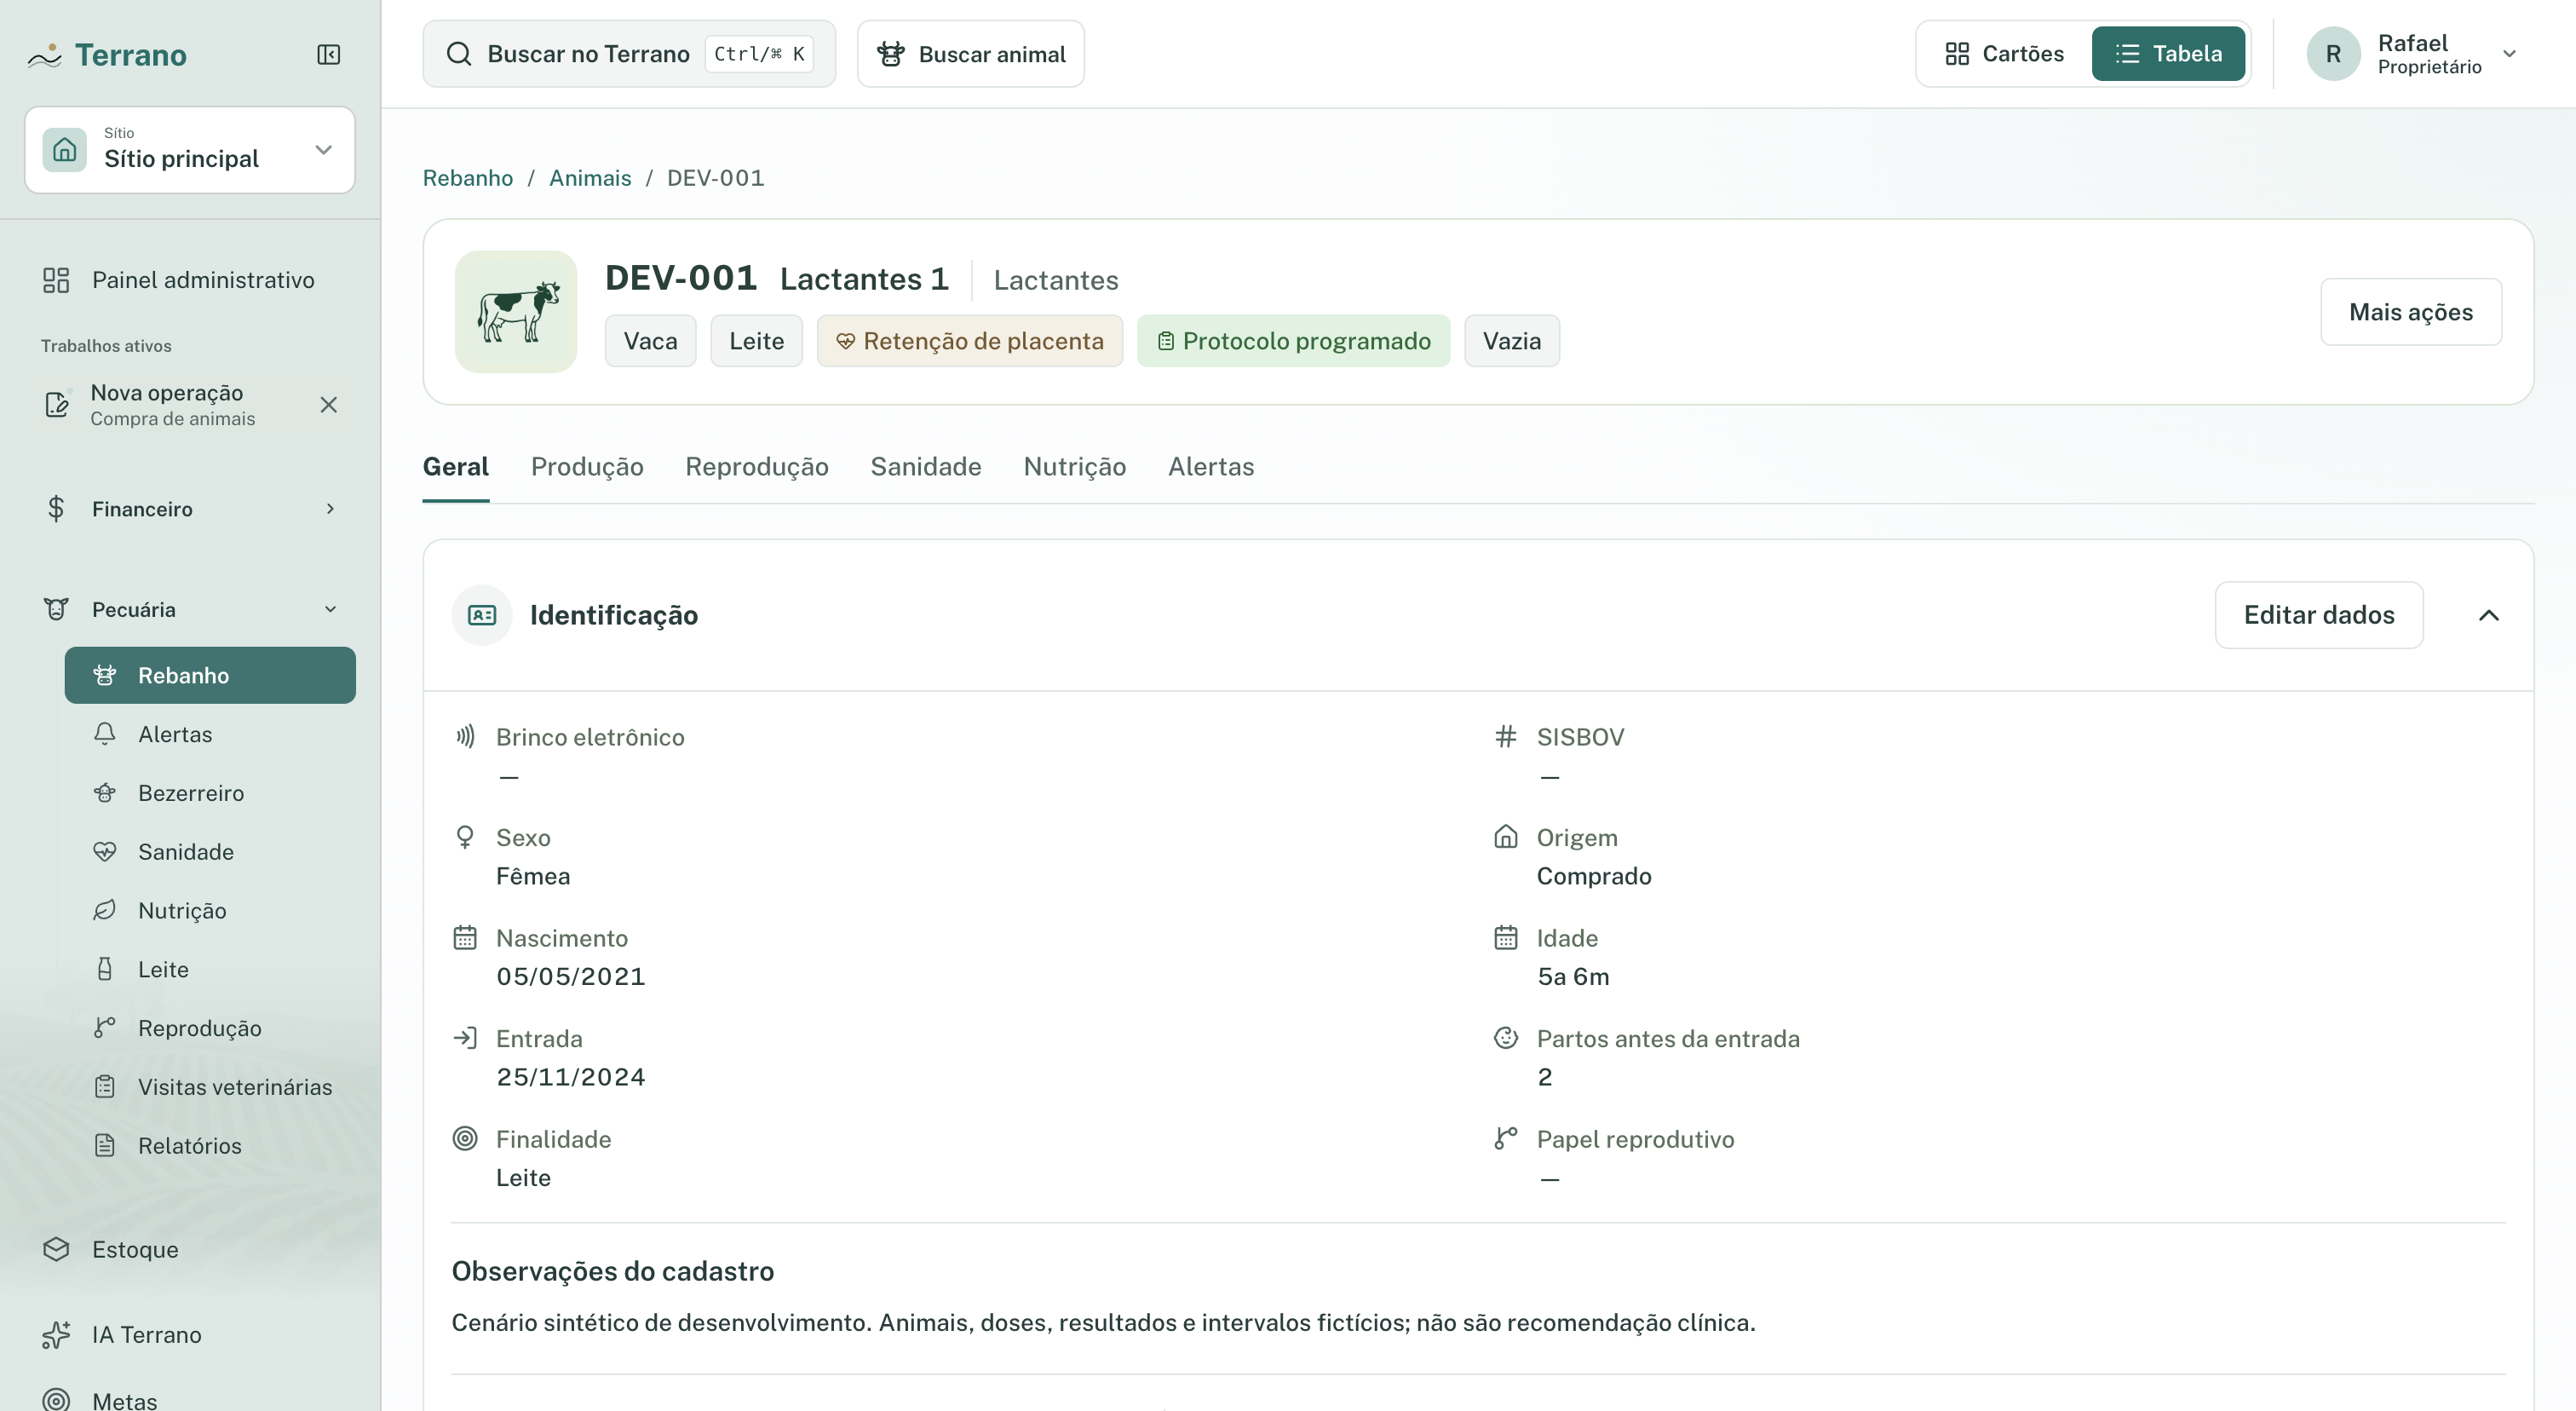 Terrano
Sítio
Sítio principal
Painel administrativo
Trabalhos ativos
Nova operação
Compra de animais
Financeiro
Pecuária
Rebanho
Alertas
Bezerreiro
Sanidade
Nutrição
Leite
Reprodução
Visitas veterinárias
Relatórios
Estoque
IA Terrano
Metas
Buscar no Terrano Ctrl/⌘ K
Buscar animal
Cartões
Tabela
R
Rafael
Proprietário
Rebanho / Animais / DEV-001
DEV-001 Lactantes 1 Lactantes
Vaca Leite Retenção de placenta Protocolo programado Vazia
Mais ações
Geral Produção Reprodução Sanidade Nutrição Alertas
Identificação
Editar dados
Brinco eletrônico
—
SISBOV
—
Sexo
Fêmea
Origem
Comprado
Nascimento
05/05/2021
Idade
5a 6m
Entrada
25/11/2024
Partos antes da entrada
2
Finalidade
Leite
Papel reprodutivo
—
Observações do cadastro
Cenário sintético de desenvolvimento. Animais, doses, resultados e intervalos fictícios; não são recomendação clínica.